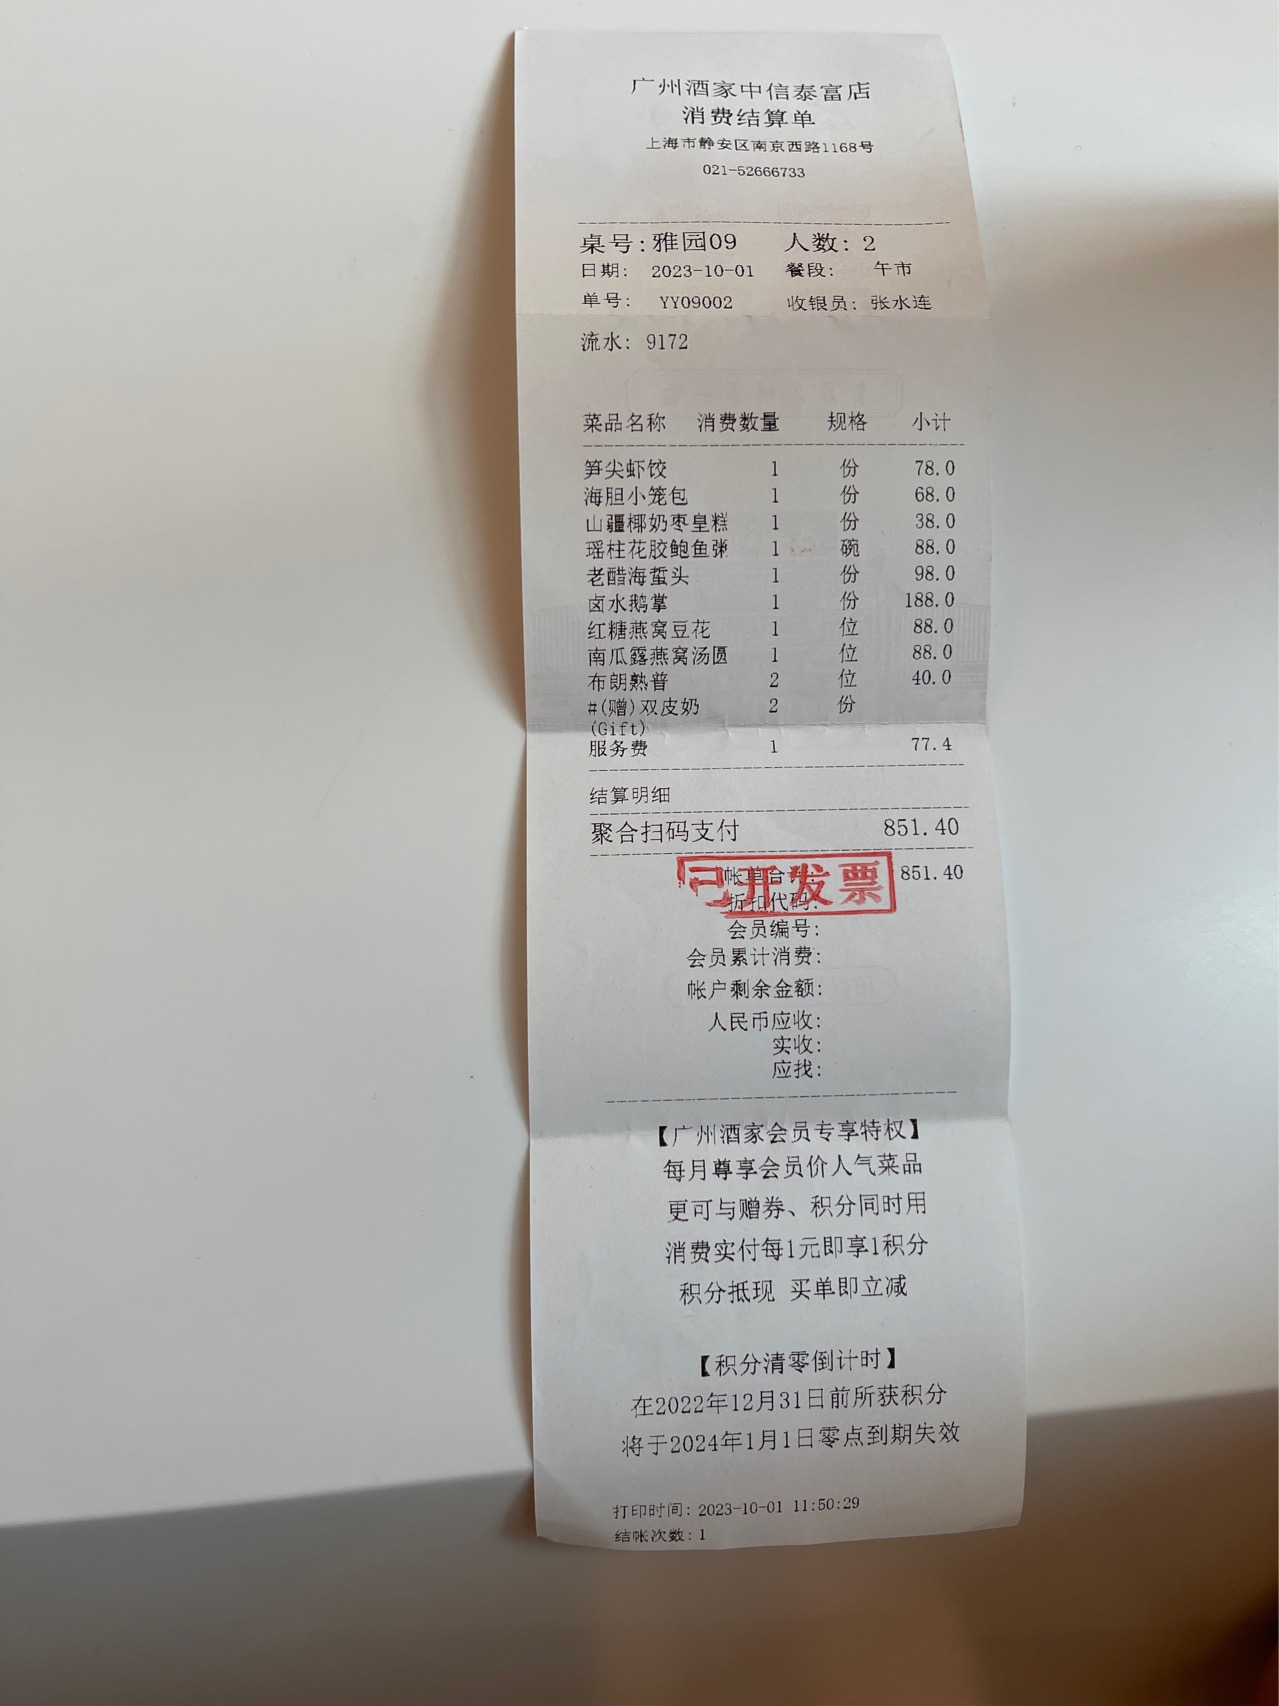 广州酒家中信泰富店
消费结算单
上海市静安区南京西路1168号
021-52666733
桌号:雅园09 人数: 2
日期: 2023-10-01 餐段: 午市
单号: YY09002 收银员: 张水连
流水: 9172
菜品名称 消费数量 规格 小计
笋尖虾饺 1 份 78.0
海胆小笼包 1 份 68.0
山疆椰奶枣皇糕 1 份 38.0
瑶柱花胶鲍鱼粥 1 碗 88.0
老醋海蜇头 1 份 98.0
卤水鹅掌 1 份 188.0
红糖燕窝豆花 1 位 88.0
南瓜露燕窝汤圆 1 位 88.0
布朗熟普 2 位 40.0
#(赠)双皮奶 2 份
(Gift)
服务费 1 77.4
结算明细
聚合扫码支付 851.40
帐单合计: 851.40
已开发票
折扣代码:
会员编号:
会员累计消费:
帐户剩余金额:
人民币应收:
实收:
应找:
【广州酒家会员专享特权】
每月尊享会员价人气菜品
更可与赠券、积分同时用
消费实付每1元即享1积分
积分抵现 买单即立减
【积分清零倒计时】
在2022年12月31日前所获积分
将于2024年1月1日零点到期失效
打印时间: 2023-10-01 11:50:29
结帐次数: 1